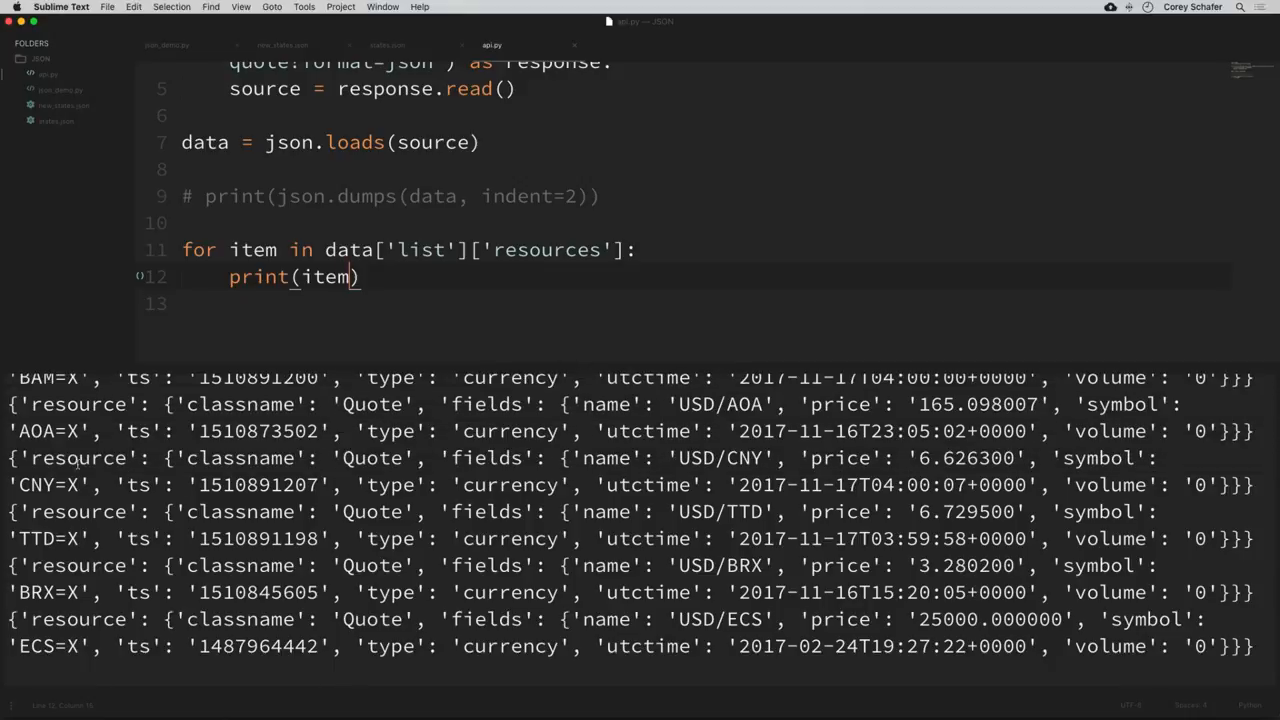 Sublime Text File Edit Selection Find View Goto Tools Project Window Help Corey Schafer
api.py — JSON
FOLDERS
JSON
api.py
json_demo.py
new_states.json
states.json
json_demo.py new_states.json states.json api.py
quote?format=json") as response:
5 source = response.read()
6
7 data = json.loads(source)
8
9 # print(json.dumps(data, indent=2))
10
11 for item in data['list']['resources']:
12 print(item)
13
'BAM=X', 'ts': '1510891200', 'type': 'currency', 'utctime': '2017-11-17T04:00:00+0000', 'volume': '0'}}}
{'resource': {'classname': 'Quote', 'fields': {'name': 'USD/AOA', 'price': '165.098007', 'symbol':
'AOA=X', 'ts': '1510873502', 'type': 'currency', 'utctime': '2017-11-16T23:05:02+0000', 'volume': '0'}}}
{'resource': {'classname': 'Quote', 'fields': {'name': 'USD/CNY', 'price': '6.626300', 'symbol':
'CNY=X', 'ts': '1510891207', 'type': 'currency', 'utctime': '2017-11-17T04:00:07+0000', 'volume': '0'}}}
{'resource': {'classname': 'Quote', 'fields': {'name': 'USD/TTD', 'price': '6.729500', 'symbol':
'TTD=X', 'ts': '1510891198', 'type': 'currency', 'utctime': '2017-11-17T03:59:58+0000', 'volume': '0'}}}
{'resource': {'classname': 'Quote', 'fields': {'name': 'USD/BRX', 'price': '3.280200', 'symbol':
'BRX=X', 'ts': '1510845605', 'type': 'currency', 'utctime': '2017-11-16T15:20:05+0000', 'volume': '0'}}}
{'resource': {'classname': 'Quote', 'fields': {'name': 'USD/ECS', 'price': '25000.000000', 'symbol':
'ECS=X', 'ts': '1487964442', 'type': 'currency', 'utctime': '2017-02-24T19:27:22+0000', 'volume': '0'}}}
Line 12, Column 15 UTF-8 Python